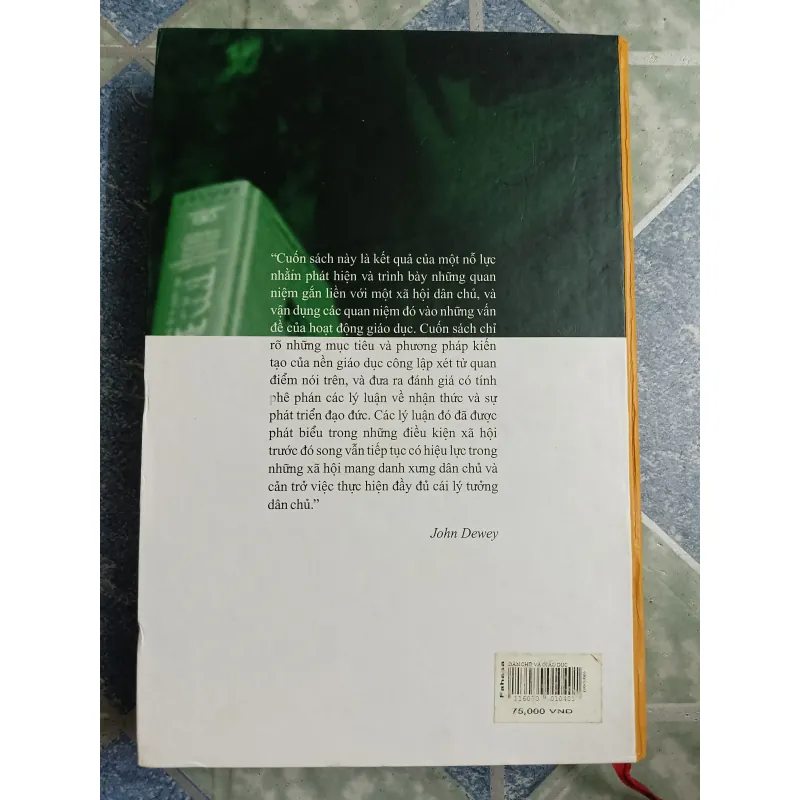 “Cuốn sách này là kết quả của một nỗ lực
nhằm phát hiện và trình bày những quan
niệm gắn liền với một xã hội dân chủ, và
vận dụng các quan niệm đó vào những vấn
đề của hoạt động giáo dục. Cuốn sách chỉ
rõ những mục tiêu và phương pháp kiến
tạo của nền giáo dục công lập xét từ quan
điểm nói trên, và đưa ra đánh giá có tính
phê phán các lý luận về nhận thức và sự
phát triển đạo đức. Các lý luận đó đã được
phát biểu trong những điều kiện xã hội
trước đó song vẫn tiếp tục có hiệu lực trong
những xã hội mang danh xưng dân chủ và
cản trở việc thực hiện đầy đủ cái lý tưởng
dân chủ.”
John Dewey
Fahasa
DÂN CHỦ VÀ GIÁO DỤC
75,000 VND